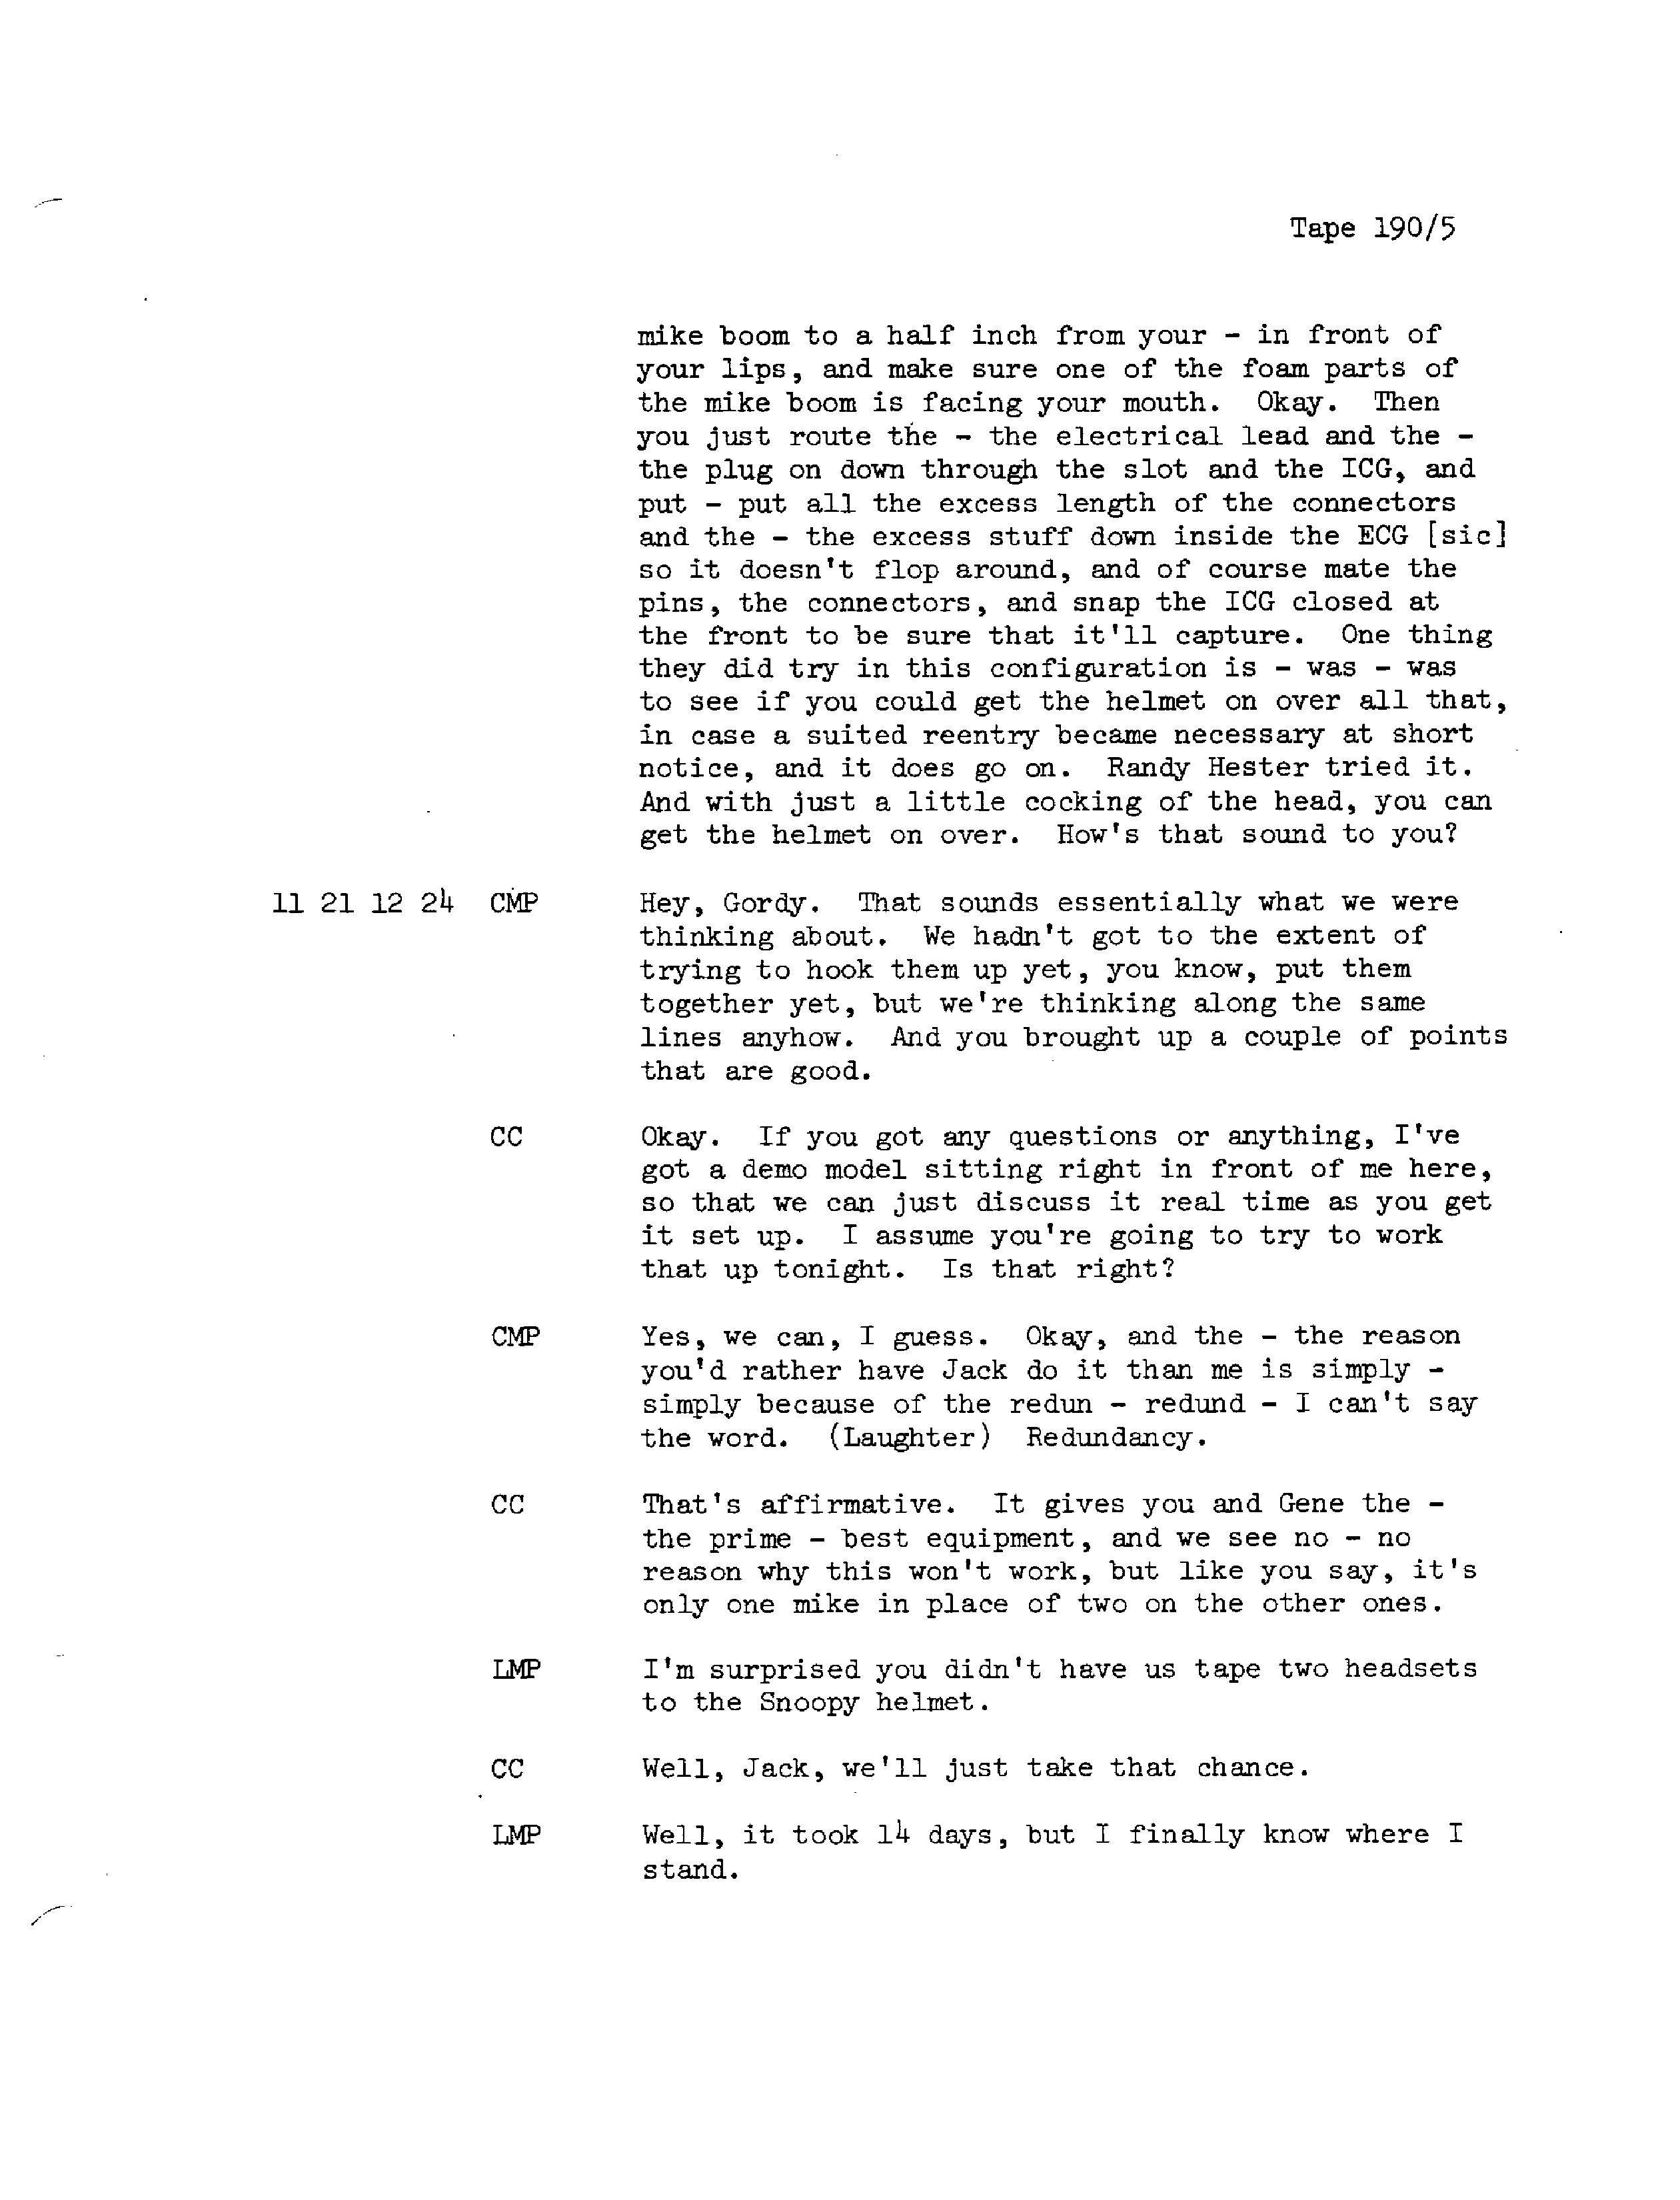 Tape 190/5
mike boom to a half inch from your - in front of
your lips, and make sure one of the foam parts of
the mike boom is facing your mouth. Okay. Then
you just route the - the electrical lead and the -
the plug on down through the slot and the ICG, and
put - put all the excess length of the connectors
and the - the excess stuff down inside the ECG [sic]
so it doesn't flop around, and of course mate the
pins, the connectors, and snap the ICG closed at
the front to be sure that it'll capture. One thing
they did try in this configuration is - was - was
to see if you could get the helmet on over all that,
in case a suited reentry became necessary at short
notice, and it does go on. Randy Hester tried it.
And with just a little cocking of the head, you can
get the helmet on over. How's that sound to you?
11 21 12 24 CMP Hey, Gordy. That sounds essentially what we were
thinking about. We hadn't got to the extent of
trying to hook them up yet, you know, put them
together yet, but we're thinking along the same
lines anyhow. And you brought up a couple of points
that are good.
CC Okay. If you got any questions or anything, I've
got a demo model sitting right in front of me here,
so that we can just discuss it real time as you get
it set up. I assume you're going to try to work
that up tonight. Is that right?
CMP Yes, we can, I guess. Okay, and the - the reason
you'd rather have Jack do it than me is simply -
simply because of the redun - redund - I can't say
the word. (Laughter) Redundancy.
CC That's affirmative. It gives you and Gene the -
the prime - best equipment, and we see no - no
reason why this won't work, but like you say, it's
only one mike in place of two on the other ones.
LMP I'm surprised you didn't have us tape two headsets
to the Snoopy helmet.
CC Well, Jack, we'll just take that chance.
LMP Well, it took 14 days, but I finally know where I
stand.